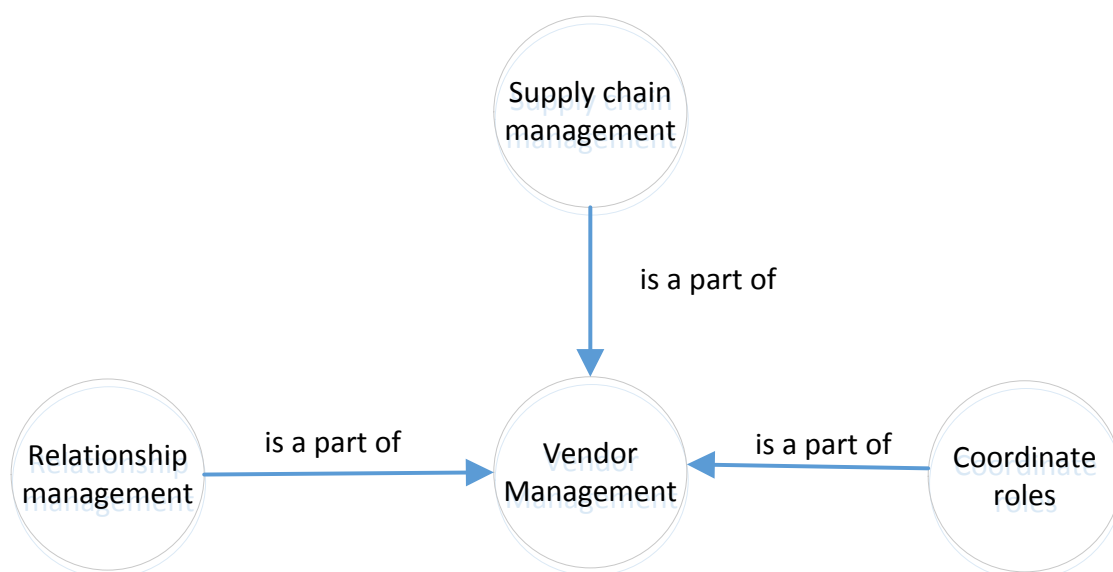 Supply chain
management
is a part of
Relationship
management
is a part of
Vendor
Management
is a part of
Coordinate
roles